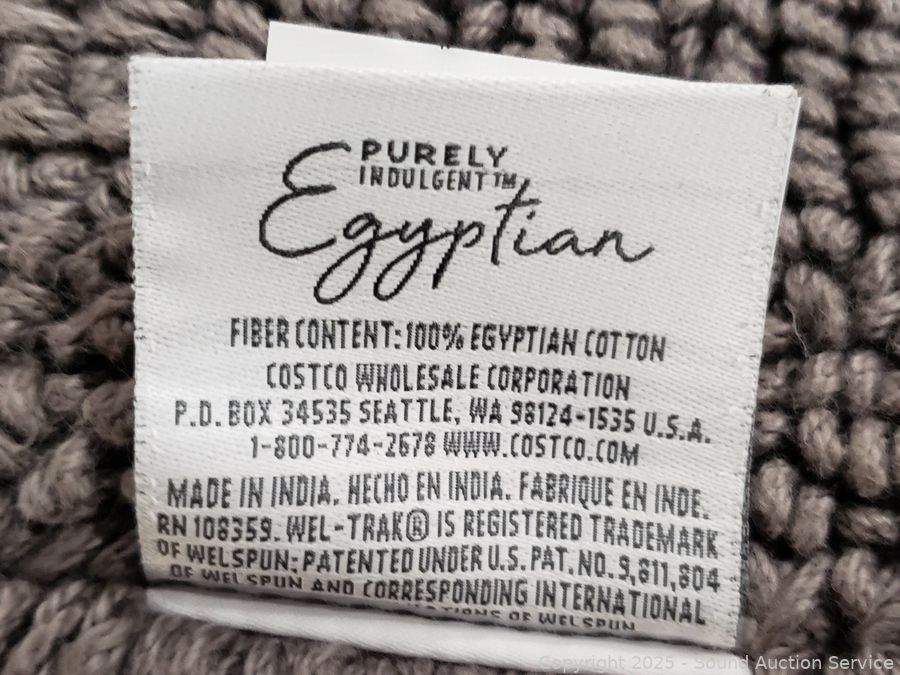 PURELY
INDULGENT™
Egyptian
FIBER CONTENT: 100% EGYPTIAN COTTON
COSTCO WHOLESALE CORPORATION
P.O. BOX 34535 SEATTLE, WA 98124-1535 U.S.A.
1-800-774-2678 WWW.COSTCO.COM
MADE IN INDIA. HECHO EN INDIA. FABRIQUE EN INDE.
RN 108359. WEL-TRAK® IS REGISTERED TRADEMARK
OF WELSPUN: PATENTED UNDER U.S. PAT. NO. 9,811,804
OF WELSPUN AND CORRESPONDING INTERNATIONAL
OF WELSPUN
Copyright 2025 - Sound Auction Service